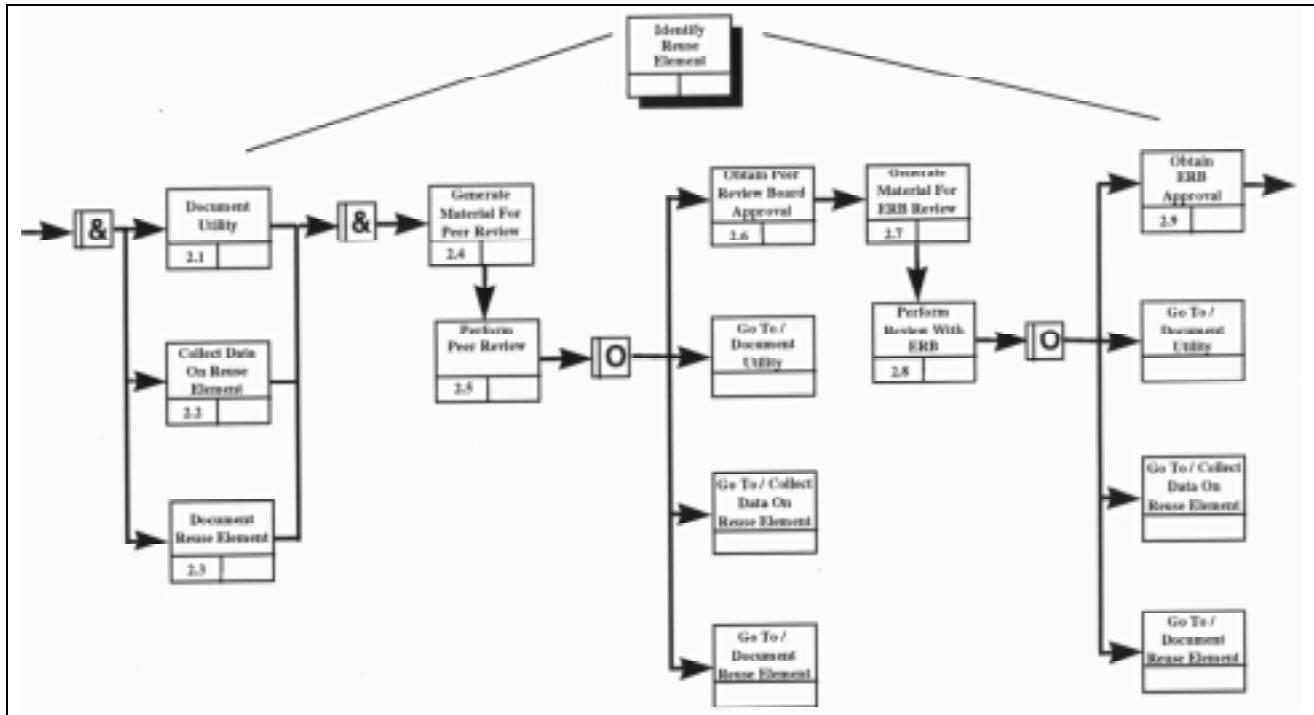 Identify
Reuse
Element
&
Document
Utility
2.1
Collect Data
On Reuse
Element
2.2
Document
Reuse Element
2.3
&
Generate
Material For
Peer Review
2.4
Perform
Peer Review
2.5
O
Obtain Peer
Review Board
Approval
2.6
Go To /
Document
Utility
Go To / Collect
Data On
Reuse Element
Go To /
Document
Reuse Element
Generate
Material For
ERB Review
2.7
Perform
Review With
ERB
2.8
O
Obtain
ERB
Approval
2.9
Go To /
Document
Utility
Go To / Collect
Data On
Reuse Element
Go To /
Document
Reuse Element